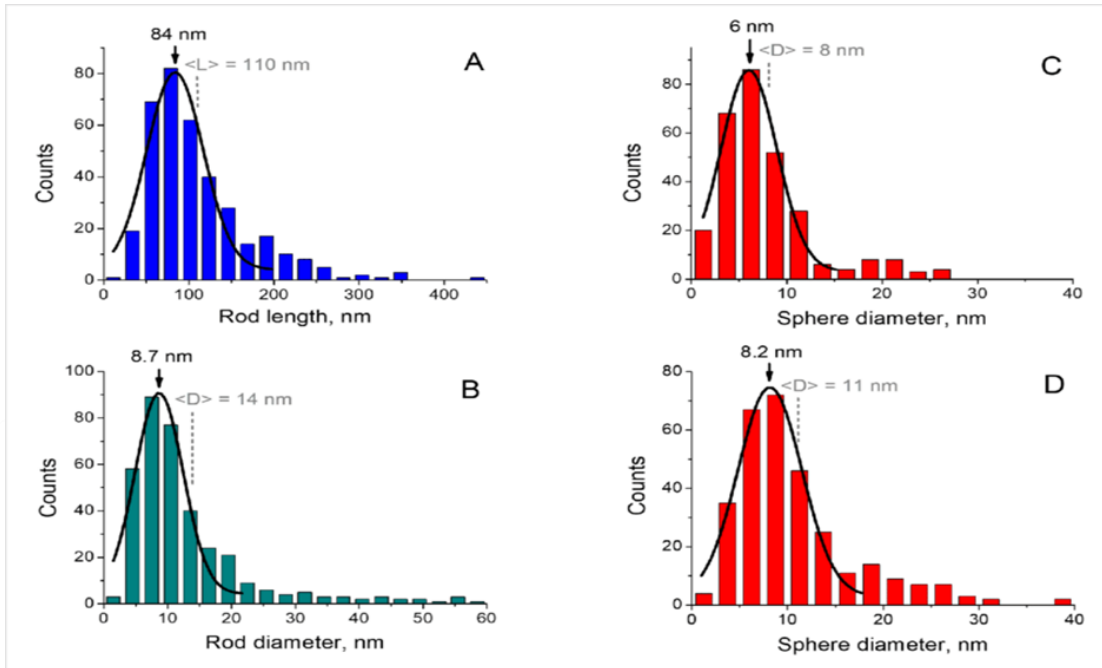 84 nm
<L> = 110 nm
A
Counts
80
60
40
20
0
0 100 200 300 400
Rod length, nm
6 nm
<D> = 8 nm
C
Counts
80
60
40
20
0
0 10 20 30 40
Sphere diameter, nm
8.7 nm
<D> = 14 nm
B
Counts
100
80
60
40
20
0
0 10 20 30 40 50 60
Rod diameter, nm
8.2 nm
<D> = 11 nm
D
Counts
80
60
40
20
0
0 10 20 30 40
Sphere diameter, nm